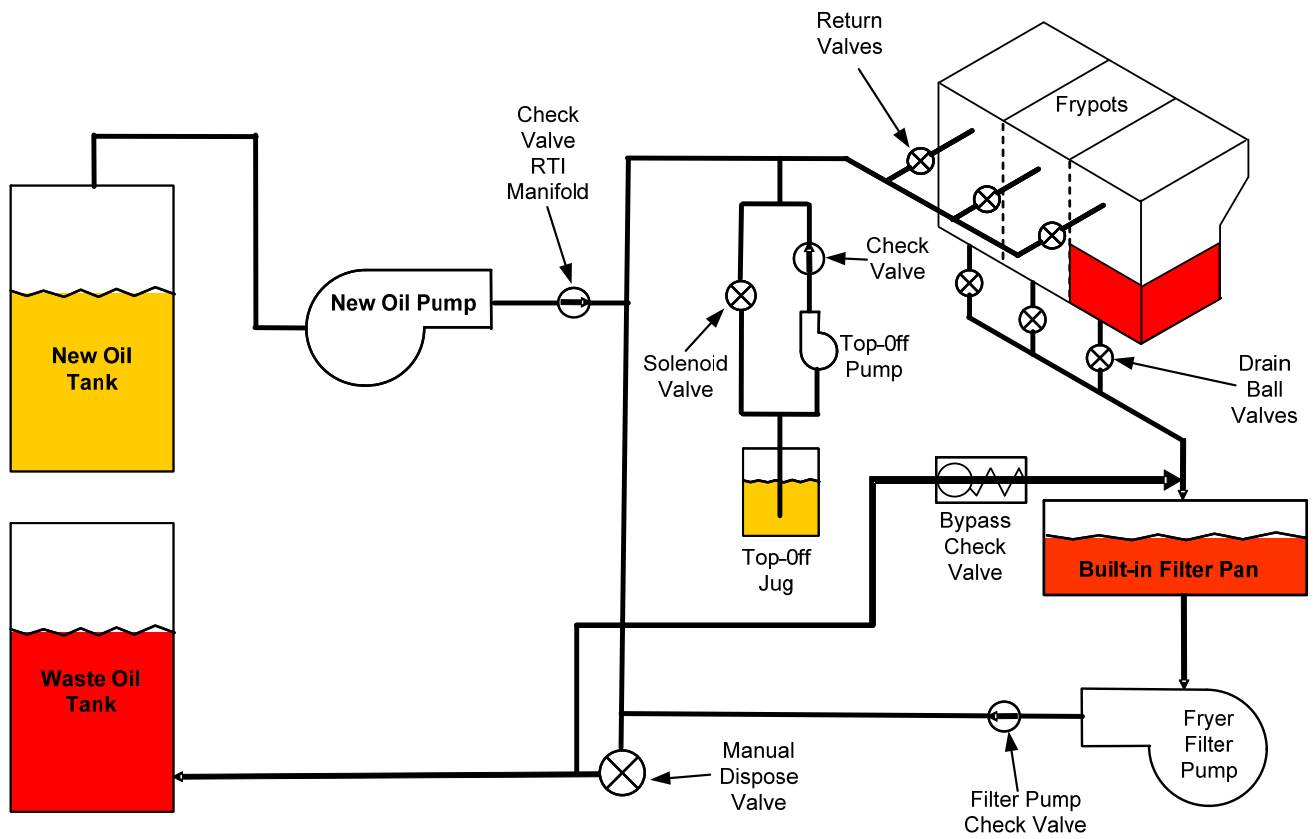 Return
Valves
Frypots
Check
Valve
RTI
Manifold
Check
Valve
New Oil Pump
Solenoid
Valve
Top-0ff
Pump
New Oil
Tank
Drain
Ball
Valves
Bypass
Check
Valve
Top-0ff
Jug
Built-in Filter Pan
Waste Oil
Tank
Manual
Dispose
Valve
Fryer
Filter
Pump
Filter Pump
Check Valve